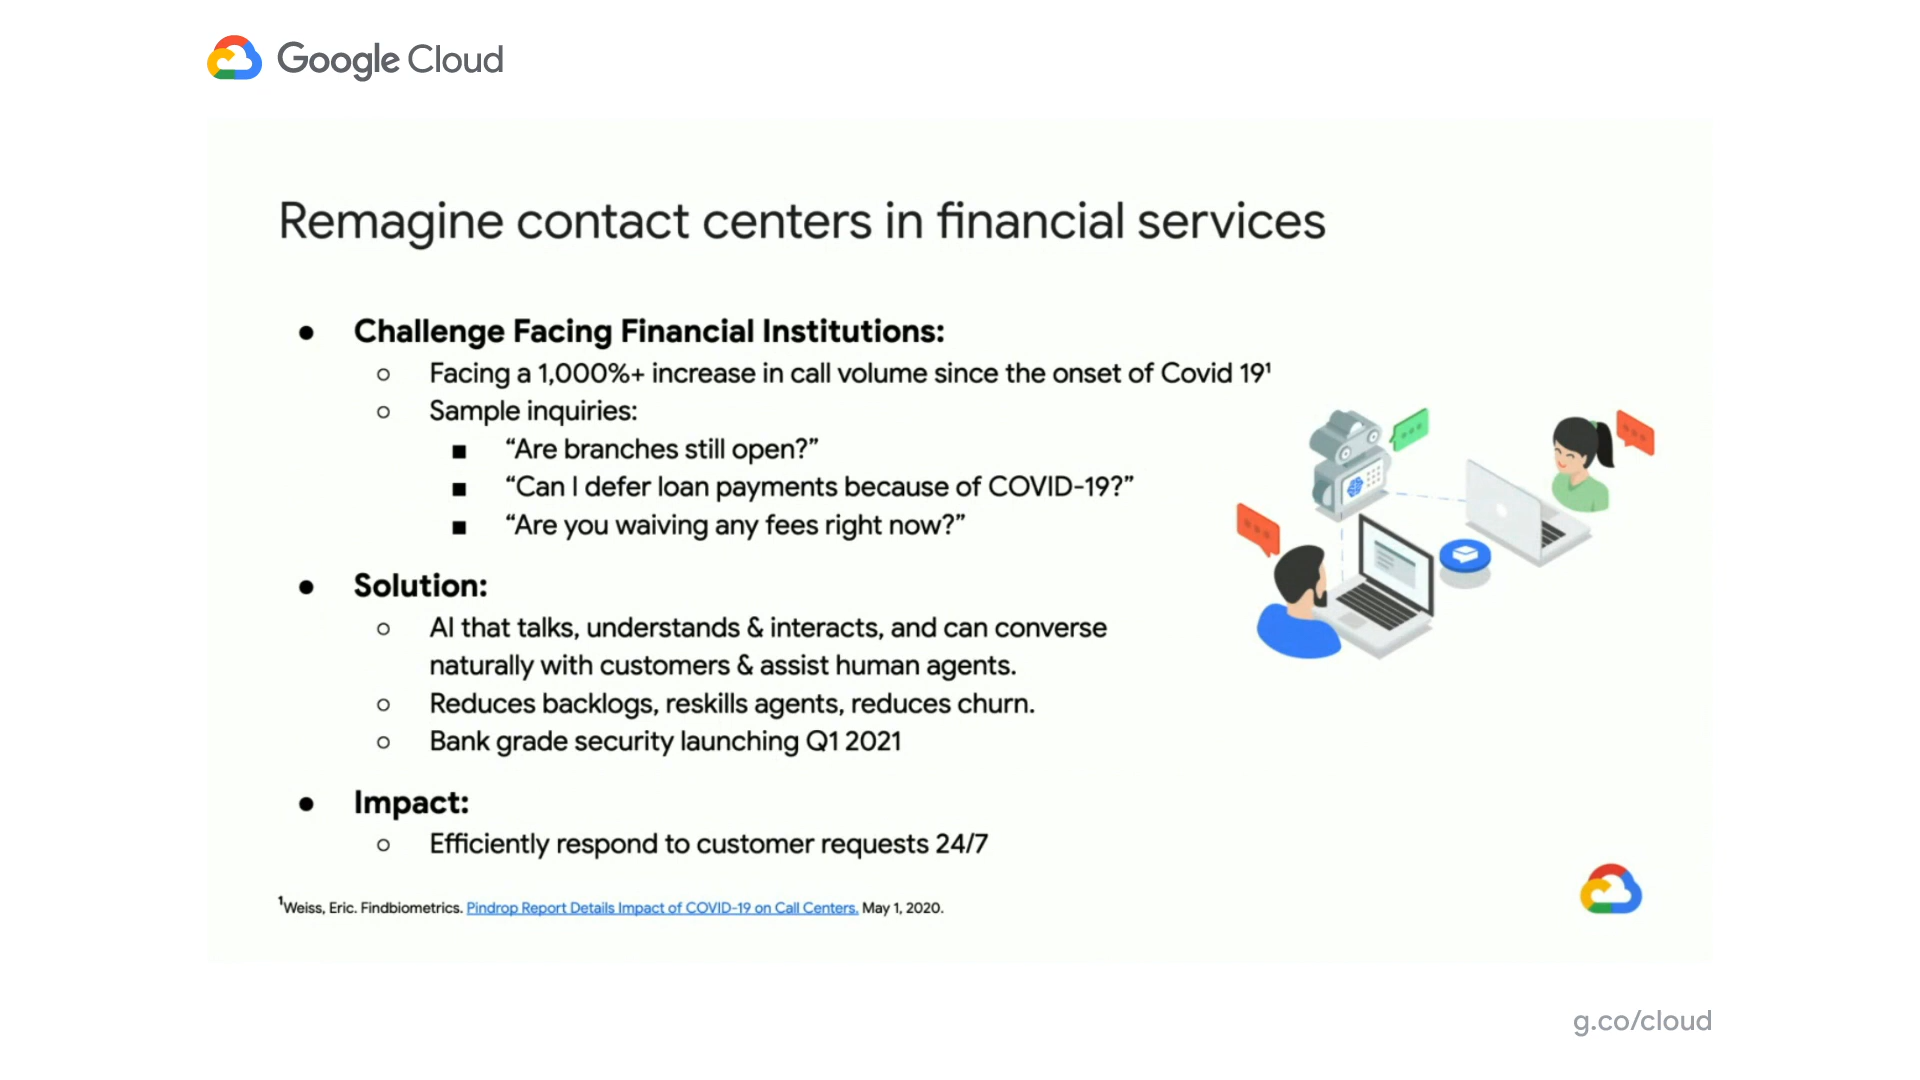 Google Cloud
Remagine contact centers in financial services
● Challenge Facing Financial Institutions:
○ Facing a 1,000%+ increase in call volume since the onset of Covid 19¹
○ Sample inquiries:
■ “Are branches still open?”
■ “Can I defer loan payments because of COVID-19?”
■ “Are you waiving any fees right now?”
● Solution:
○ AI that talks, understands & interacts, and can converse
naturally with customers & assist human agents.
○ Reduces backlogs, reskills agents, reduces churn.
○ Bank grade security launching Q1 2021
● Impact:
○ Efficiently respond to customer requests 24/7
¹Weiss, Eric. Findbiometrics. Pindrop Report Details Impact of COVID-19 on Call Centers. May 1, 2020.
g.co/cloud